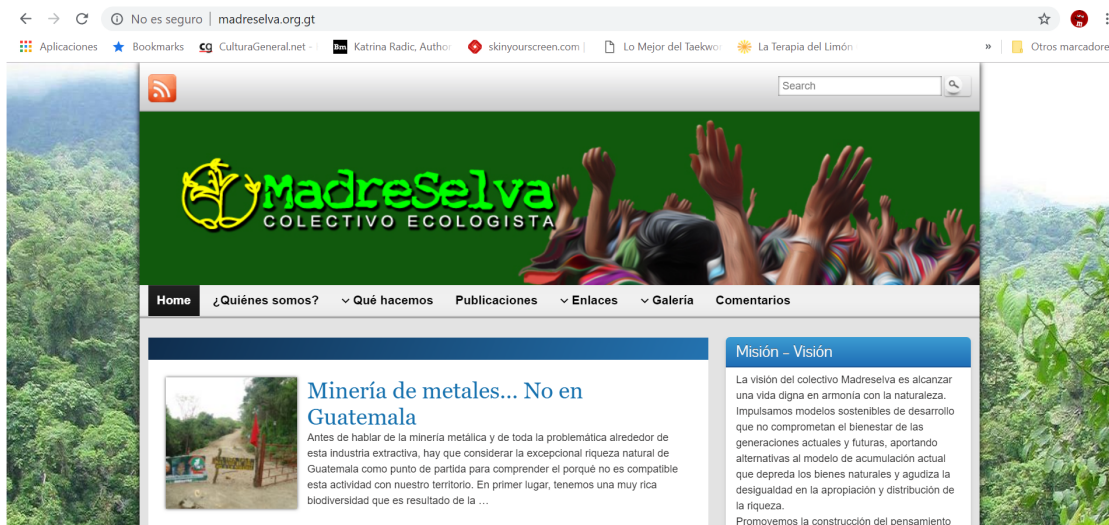 No es seguro | madreselva.org.gt
Aplicaciones Bookmarks CulturaGeneral.net - Katrina Radic, Author skinyourscreen.com | Lo Mejor del Taekwo La Terapia del Limón » Otros marcadore
Search
MadreSelva
COLECTIVO ECOLOGISTA
Home ¿Quiénes somos? Qué hacemos Publicaciones Enlaces Galería Comentarios
Misión – Visión
Minería de metales... No en
Guatemala
Antes de hablar de la minería metálica y de toda la problemática alrededor de
esta industria extractiva, hay que considerar la excepcional riqueza natural de
Guatemala como punto de partida para comprender el porqué no es compatible
esta actividad con nuestro territorio. En primer lugar, tenemos una muy rica
biodiversidad que es resultado de la …
La visión del colectivo Madreselva es alcanzar
una vida digna en armonía con la naturaleza.
Impulsamos modelos sostenibles de desarrollo
que no comprometan el bienestar de las
generaciones actuales y futuras, aportando
alternativas al modelo de acumulación actual
que depreda los bienes naturales y agudiza la
desigualdad en la apropiación y distribución de
la riqueza.
Promovemos la construcción del pensamiento